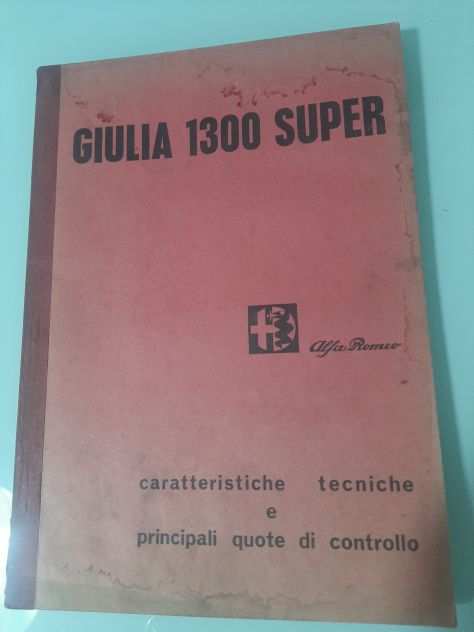 GIULIA 1300 SUPER
Alfa Romeo
caratteristiche tecniche
e
principali quote di controllo